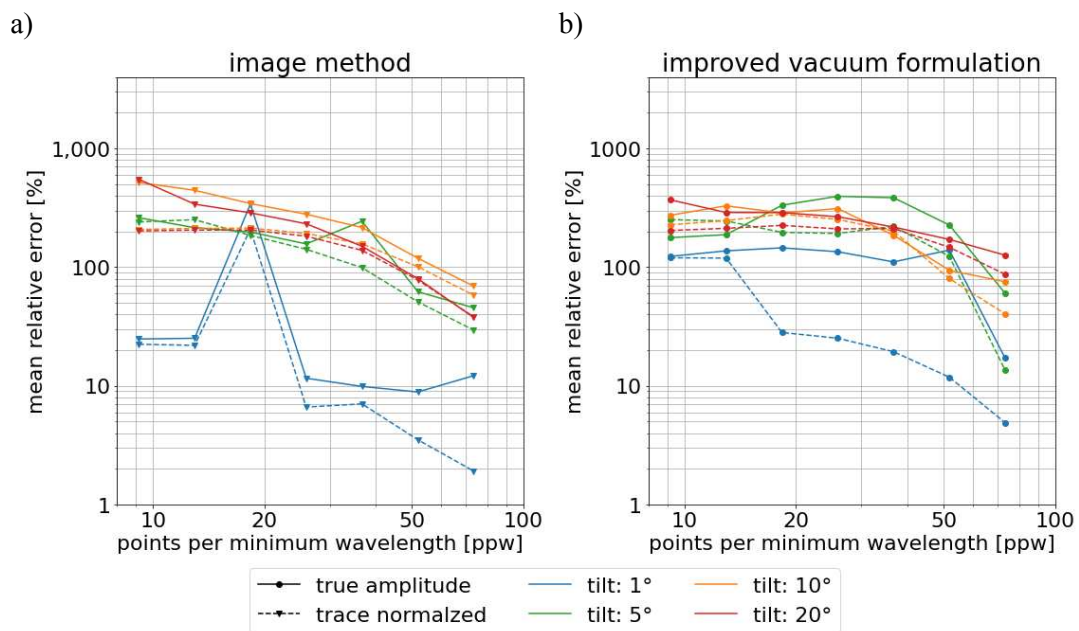 a)
b)
image method
improved vacuum formulation
1,000
100
10
1
mean relative error [%]
10
20
50
100
points per minimum wavelength [ppw]
1000
100
10
1
mean relative error [%]
10
20
50
100
points per minimum wavelength [ppw]
true amplitude
tilt: 1°
tilt: 10°
trace normalzed
tilt: 5°
tilt: 20°